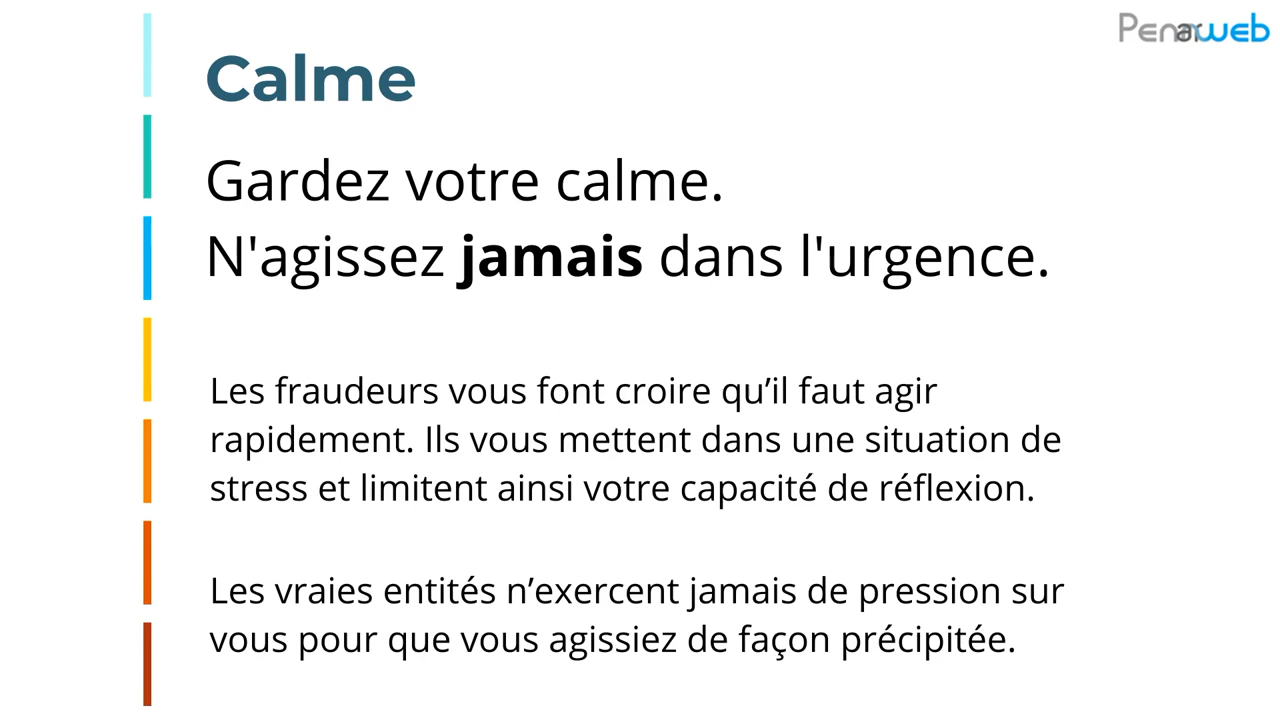 Penarweb
Calme
Gardez votre calme.
N'agissez jamais dans l'urgence.
Les fraudeurs vous font croire qu’il faut agir
rapidement. Ils vous mettent dans une situation de
stress et limitent ainsi votre capacité de réflexion.
Les vraies entités n’exercent jamais de pression sur
vous pour que vous agissiez de façon précipitée.